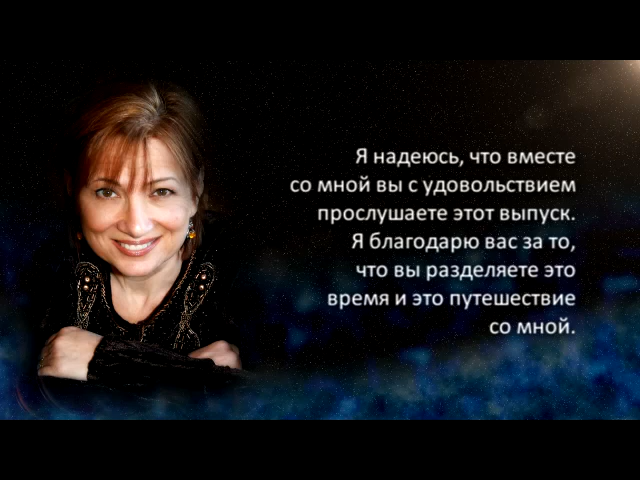 Я надеюсь, что вместе
со мной вы с удовольствием
прослушаете этот выпуск.
Я благодарю вас за то,
что вы разделяете это
время и это путешествие
со мной.